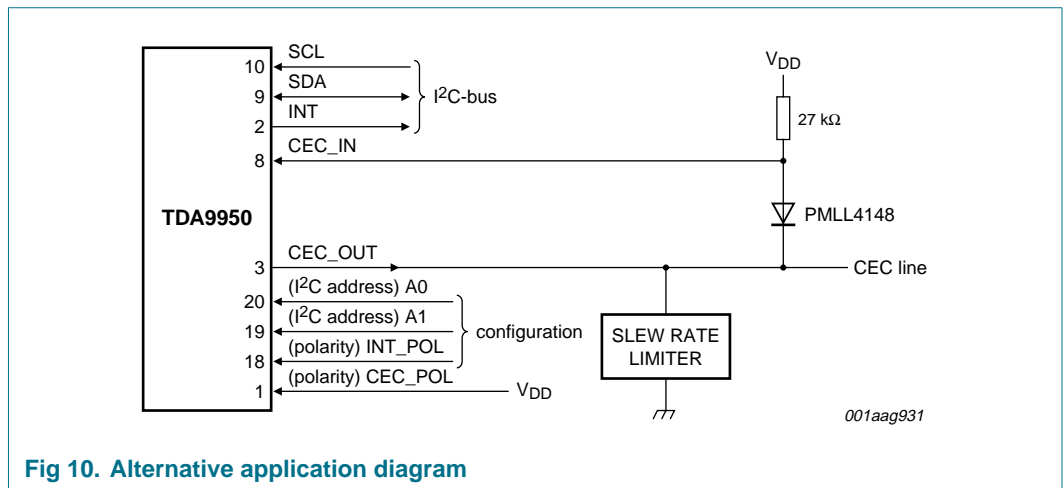 SCL
10
SDA
9
I²C-bus
INT
2
CEC_IN
8
VDD
27 kΩ
TDA9950
PMLL4148
CEC_OUT
3
CEC line
(I²C address) A0
20
(I²C address) A1
19
configuration
(polarity) INT_POL
18
(polarity) CEC_POL
1
VDD
SLEW RATE
LIMITER
001aag931
Fig 10. Alternative application diagram